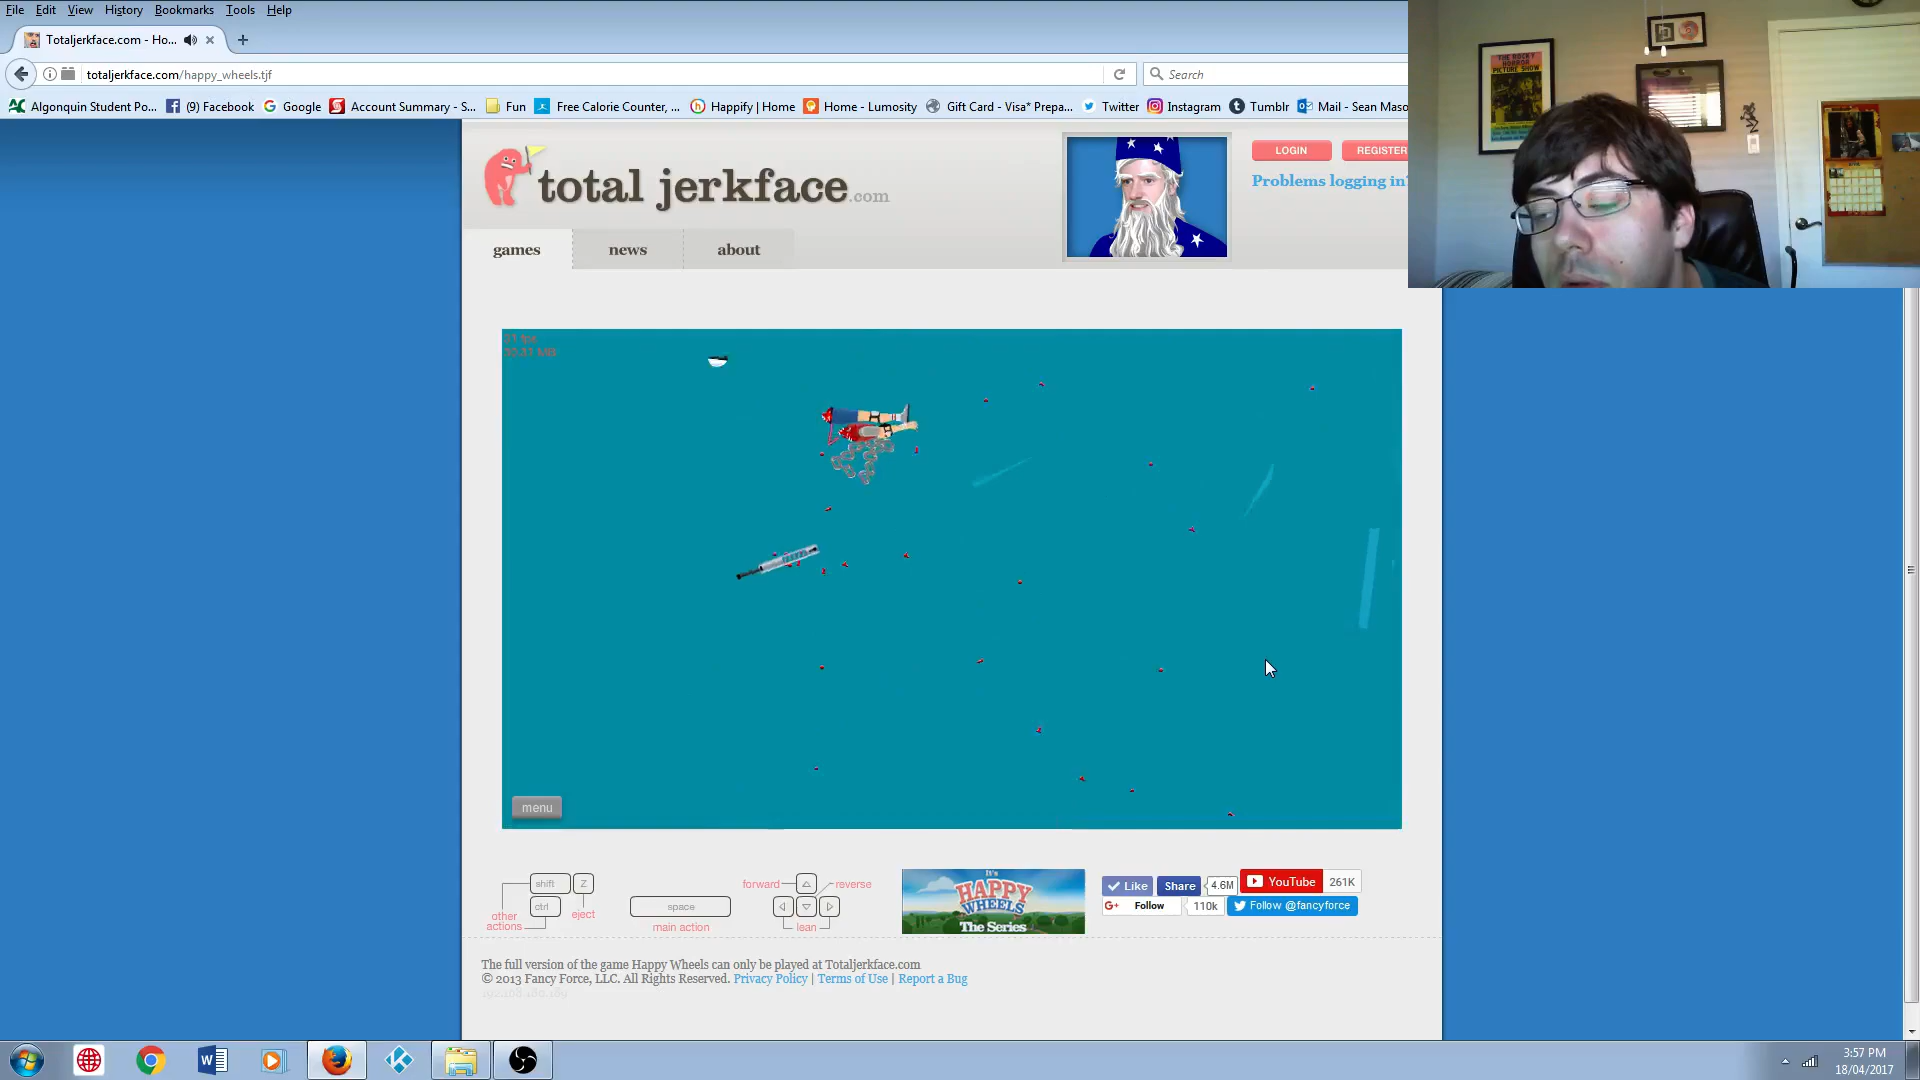 File Edit View History Bookmarks Tools Help
Totaljerkface.com - Ho...
totaljerkface.com/happy_wheels.tjf
Search
Algonquin Student Po... (9) Facebook Google Account Summary - S... Fun Free Calorie Counter, ... Happify | Home Home - Lumosity Gift Card - Visa® Prepa... Twitter Instagram Tumblr Mail - Sean Maso
THE ROCKY
HORROR
PICTURE SHOW
total jerkface.com
LOGIN REGISTER
Problems logging in?
games news about
menu
shift Z
ctrl
other actions
eject
space
main action
forward reverse
lean
IT'S
HAPPY
WHEELS
The Series
Like Share 4.6M YouTube 261K
G+ Follow 110k Follow @fancyforce
The full version of the game Happy Wheels can only be played at Totaljerkface.com
© 2013 Fancy Force, LLC. All Rights Reserved. Privacy Policy | Terms of Use | Report a Bug
3:57 PM
18/04/2017